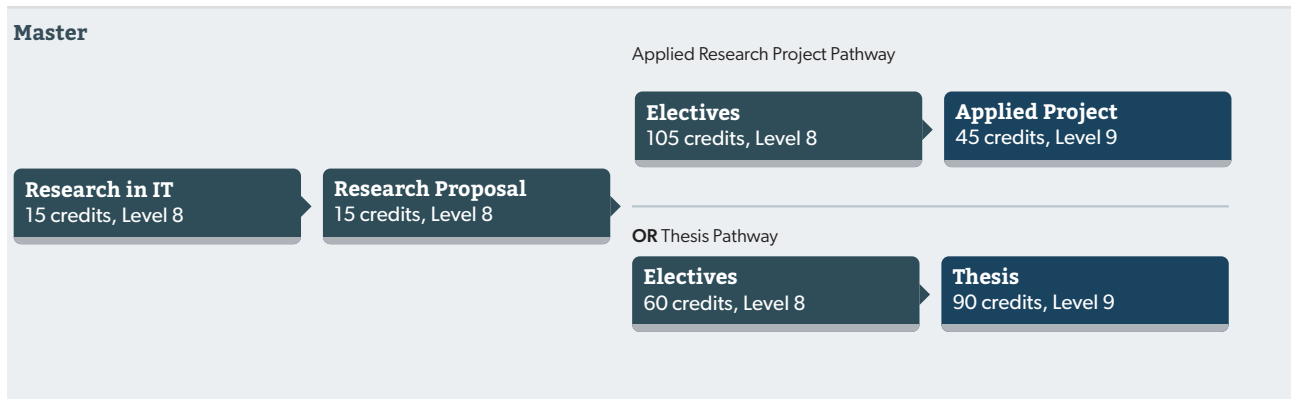 Master
Research in IT
15 credits, Level 8
Research Proposal
15 credits, Level 8
Applied Research Project Pathway
Electives
105 credits, Level 8
Applied Project
45 credits, Level 9
OR Thesis Pathway
Electives
60 credits, Level 8
Thesis
90 credits, Level 9